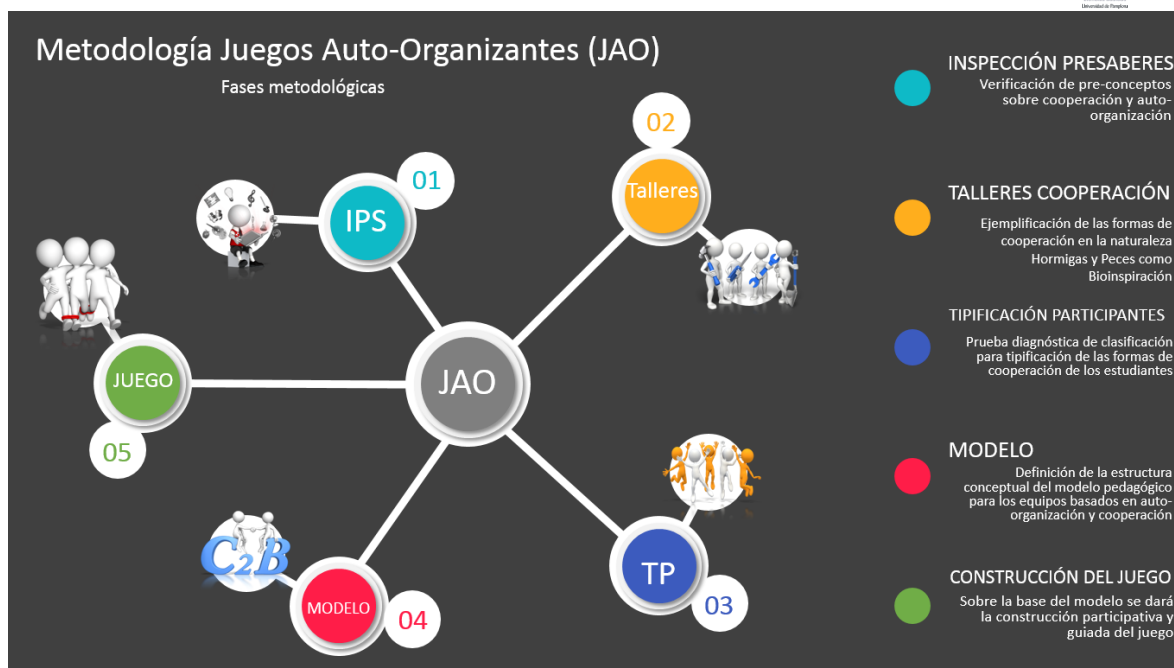 Universidad de Pamplona
Metodología Juegos Auto-Organizantes (JAO)
Fases metodológicas
01
IPS
02
Talleres
JAO
JUEGO
05
C2B
MODELO
04
TP
03
INSPECCIÓN PRESABERES
Verificación de pre-conceptos
sobre cooperación y auto-
organización
TALLERES COOPERACIÓN
Ejemplificación de las formas de
cooperación en la naturaleza
Hormigas y Peces como
Bioinspiración
TIPIFICACIÓN PARTICIPANTES
Prueba diagnóstica de clasificación
para tipificación de las formas de
cooperación de los estudiantes
MODELO
Definición de la estructura
conceptual del modelo pedagógico
para los equipos basados en auto-
organización y cooperación
CONSTRUCCIÓN DEL JUEGO
Sobre la base del modelo se dará
la construcción participativa y
guiada del juego